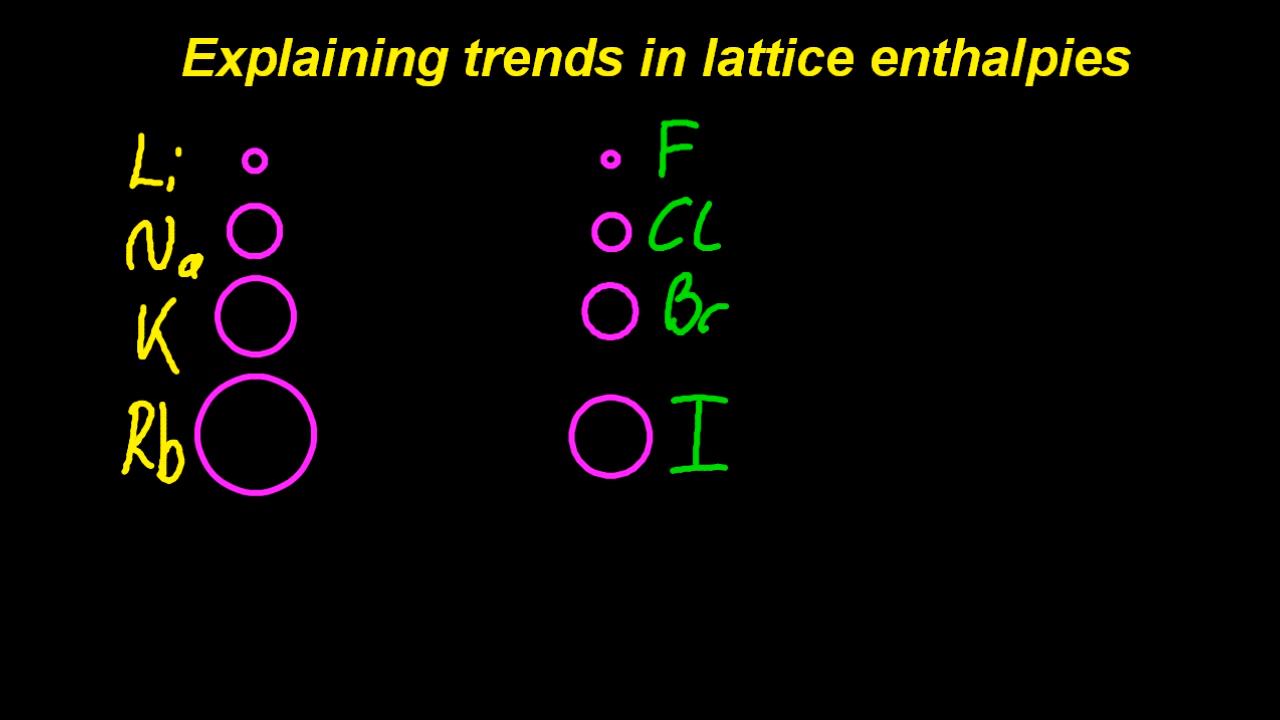 Explaining trends in lattice enthalpies
Li F
Na Cl
K Br
Rb I